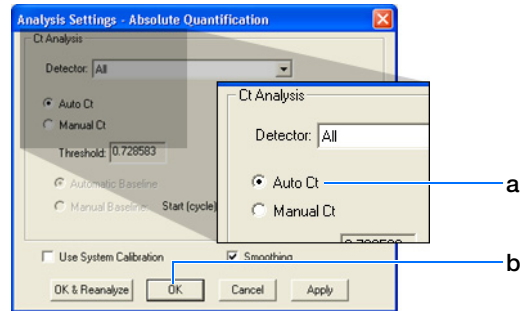 Analysis Settings - Absolute Quantification
Ct Analysis
Detector: All
Auto Ct
Manual Ct
Threshold: 0.728583
Automatic Baseline
Manual Baseline Start (cycle)
Use System Calibration
Smoothing
OK & Reanalyze
OK
Cancel
Apply
Ct Analysis
Detector: All
Auto Ct
Manual Ct
a
b